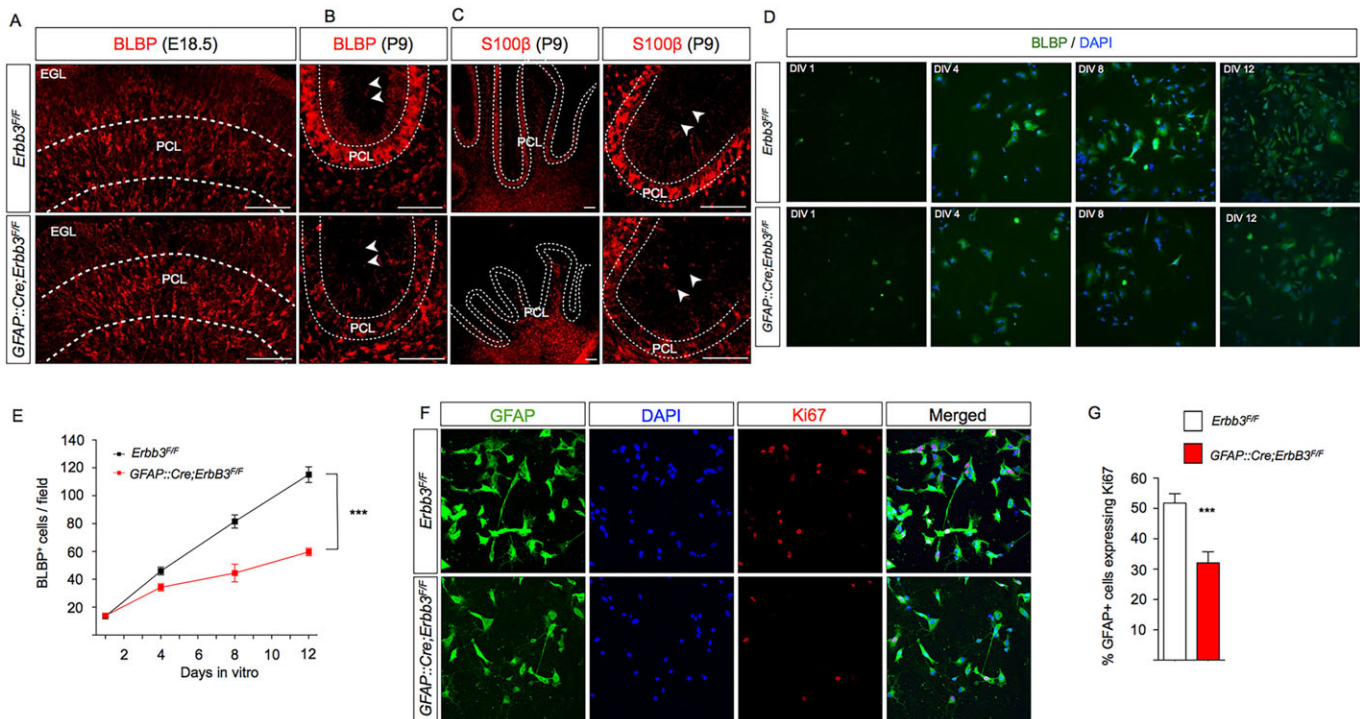 A
BLBP (E18.5)
Erbb3F/F
EGL
PCL
GFAP::Cre;Erbb3F/F
EGL
PCL
B
BLBP (P9)
PCL
PCL
C
S100β (P9)
S100β (P9)
PCL
PCL
PCL
PCL
D
BLBP / DAPI
Erbb3F/F
DIV 1
DIV 4
DIV 8
DIV 12
GFAP::Cre;Erbb3F/F
DIV 1
DIV 4
DIV 8
DIV 12
E
BLBP+ cells / field
140
120
100
80
60
40
20
2 4 6 8 10 12
Days in vitro
Erbb3F/F
GFAP::Cre;ErbB3F/F
***
F
GFAP
DAPI
Ki67
Merged
Erbb3F/F
GFAP::Cre;Erbb3F/F
G
Erbb3F/F
GFAP::Cre;ErbB3F/F
% GFAP+ cells expressing Ki67
60
50
40
30
20
10
***